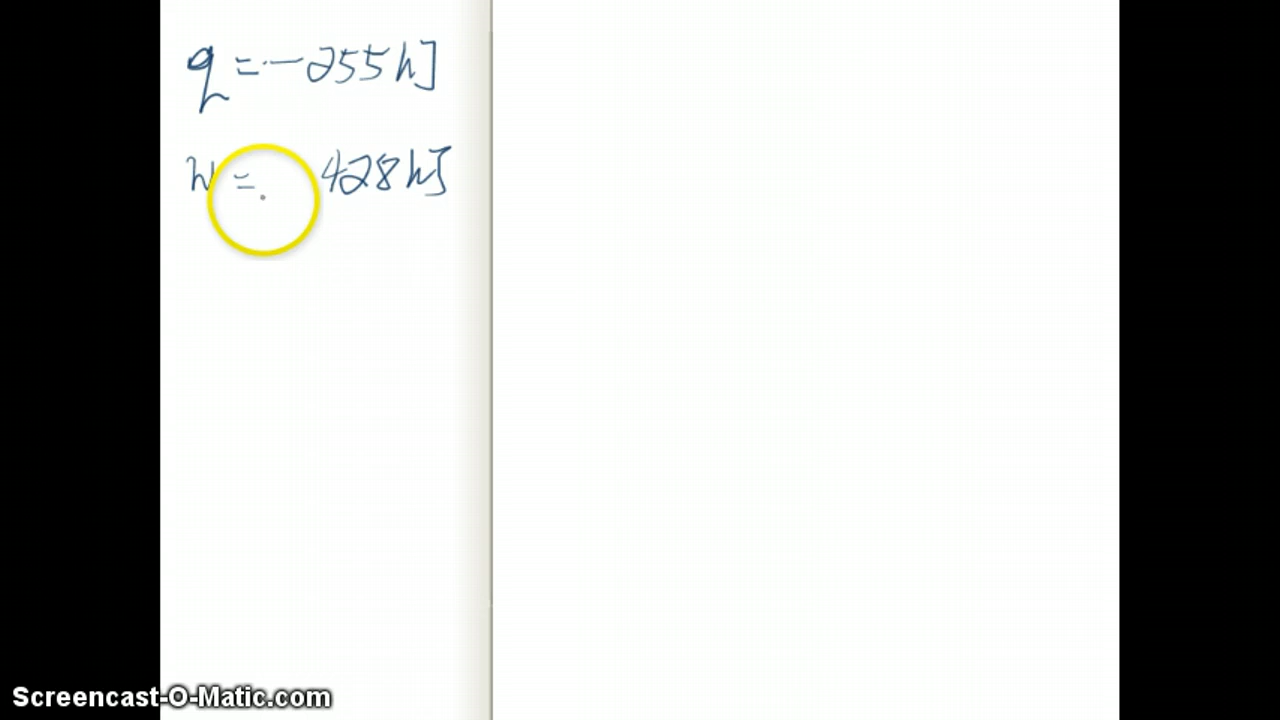 q = -255 kJ
w = 428 kJ
Screencast-O-Matic.com